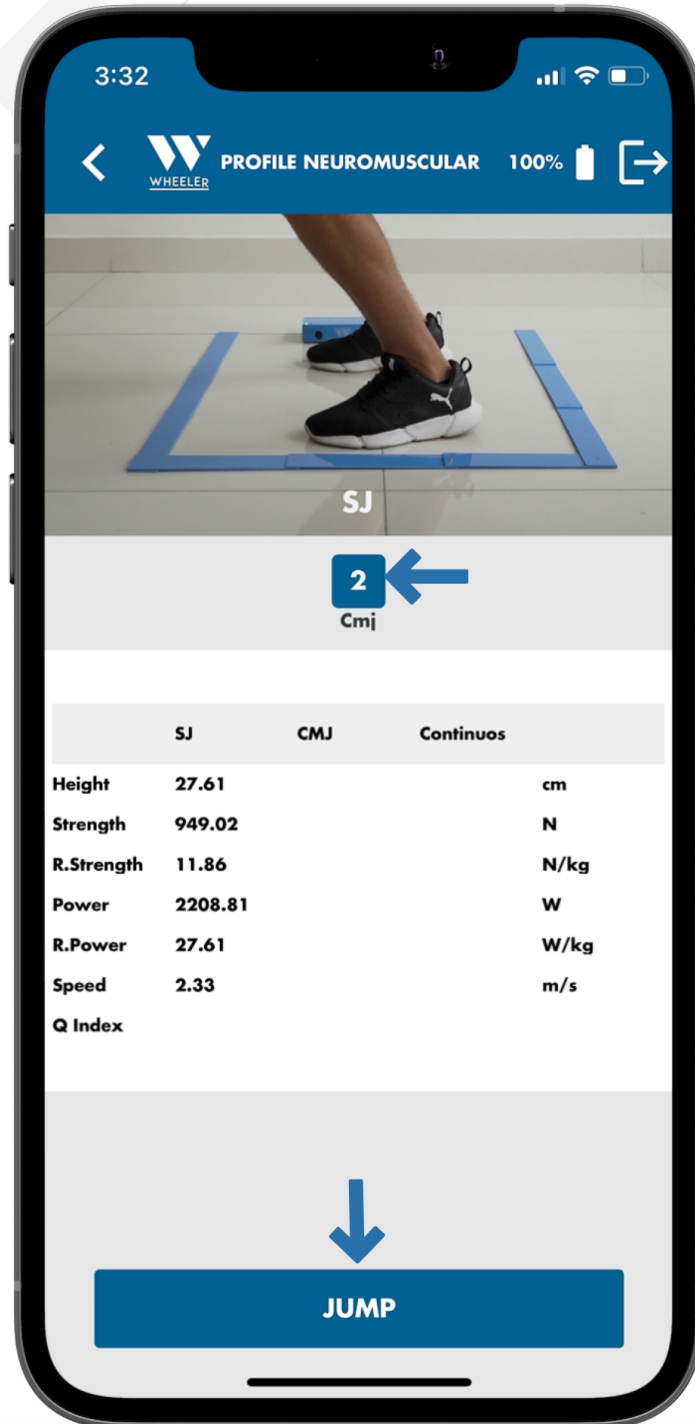 3:32
W
WHEELER
PROFILE NEUROMUSCULAR 100%
SJ
2
Cmj
SJ CMJ Continuos
Height 27.61 cm
Strength 949.02 N
R.Strength 11.86 N/kg
Power 2208.81 W
R.Power 27.61 W/kg
Speed 2.33 m/s
Q Index
JUMP